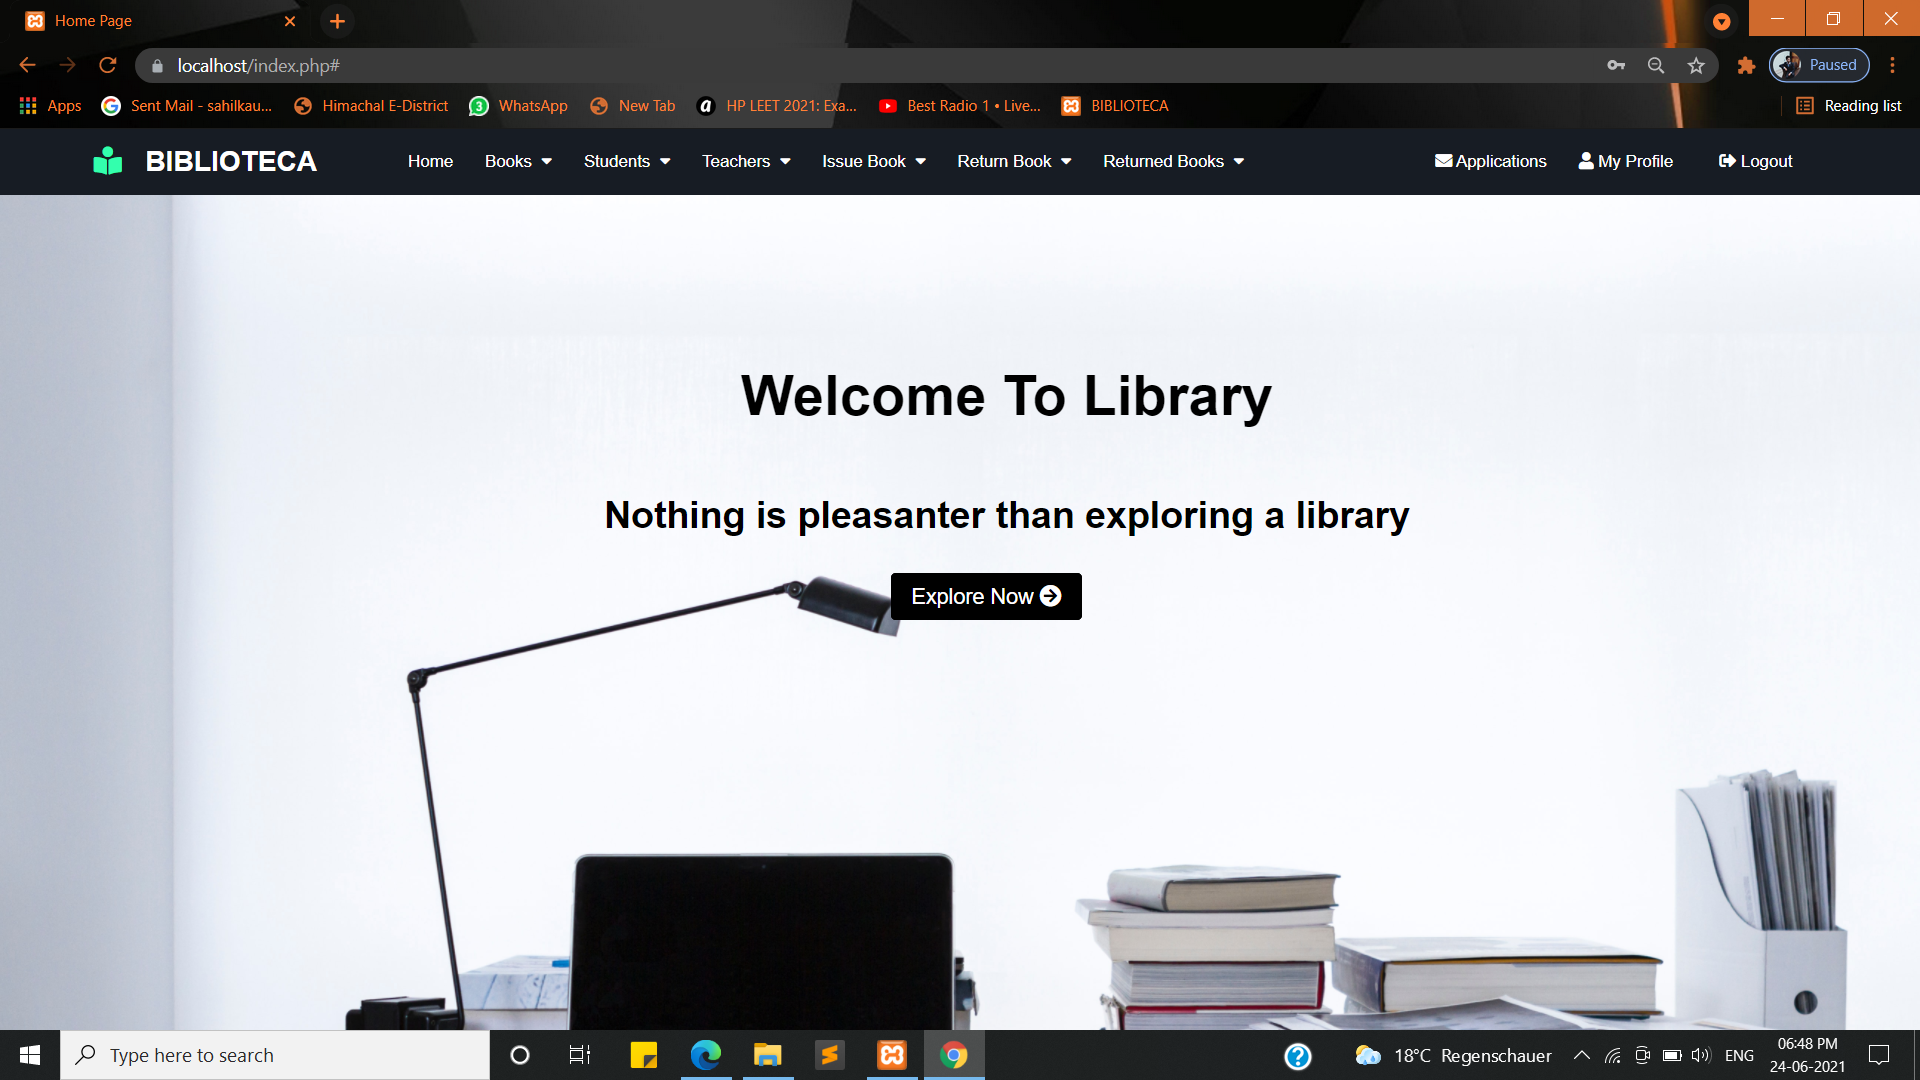 Home Page
localhost/index.php#
Paused
Apps
Sent Mail - sahilkau...
Himachal E-District
3
WhatsApp
New Tab
a
HP LEET 2021: Exa...
Best Radio 1 • Live...
BIBLIOTECA
Reading list
BIBLIOTECA
Home
Books
Students
Teachers
Issue Book
Return Book
Returned Books
Applications
My Profile
Logout
Welcome To Library
Nothing is pleasanter than exploring a library
Explore Now
Type here to search
18°C Regenschauer
ENG
06:48 PM
24-06-2021